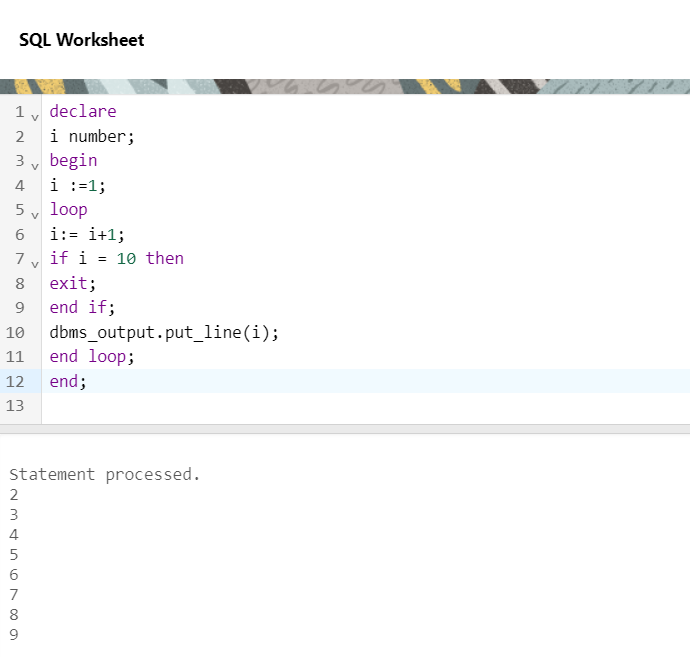 SQL Worksheet
1 declare
2 i number;
3 begin
4 i :=1;
5 loop
6 i:= i+1;
7 if i = 10 then
8 exit;
9 end if;
10 dbms_output.put_line(i);
11 end loop;
12 end;
13
Statement processed.
2
3
4
5
6
7
8
9